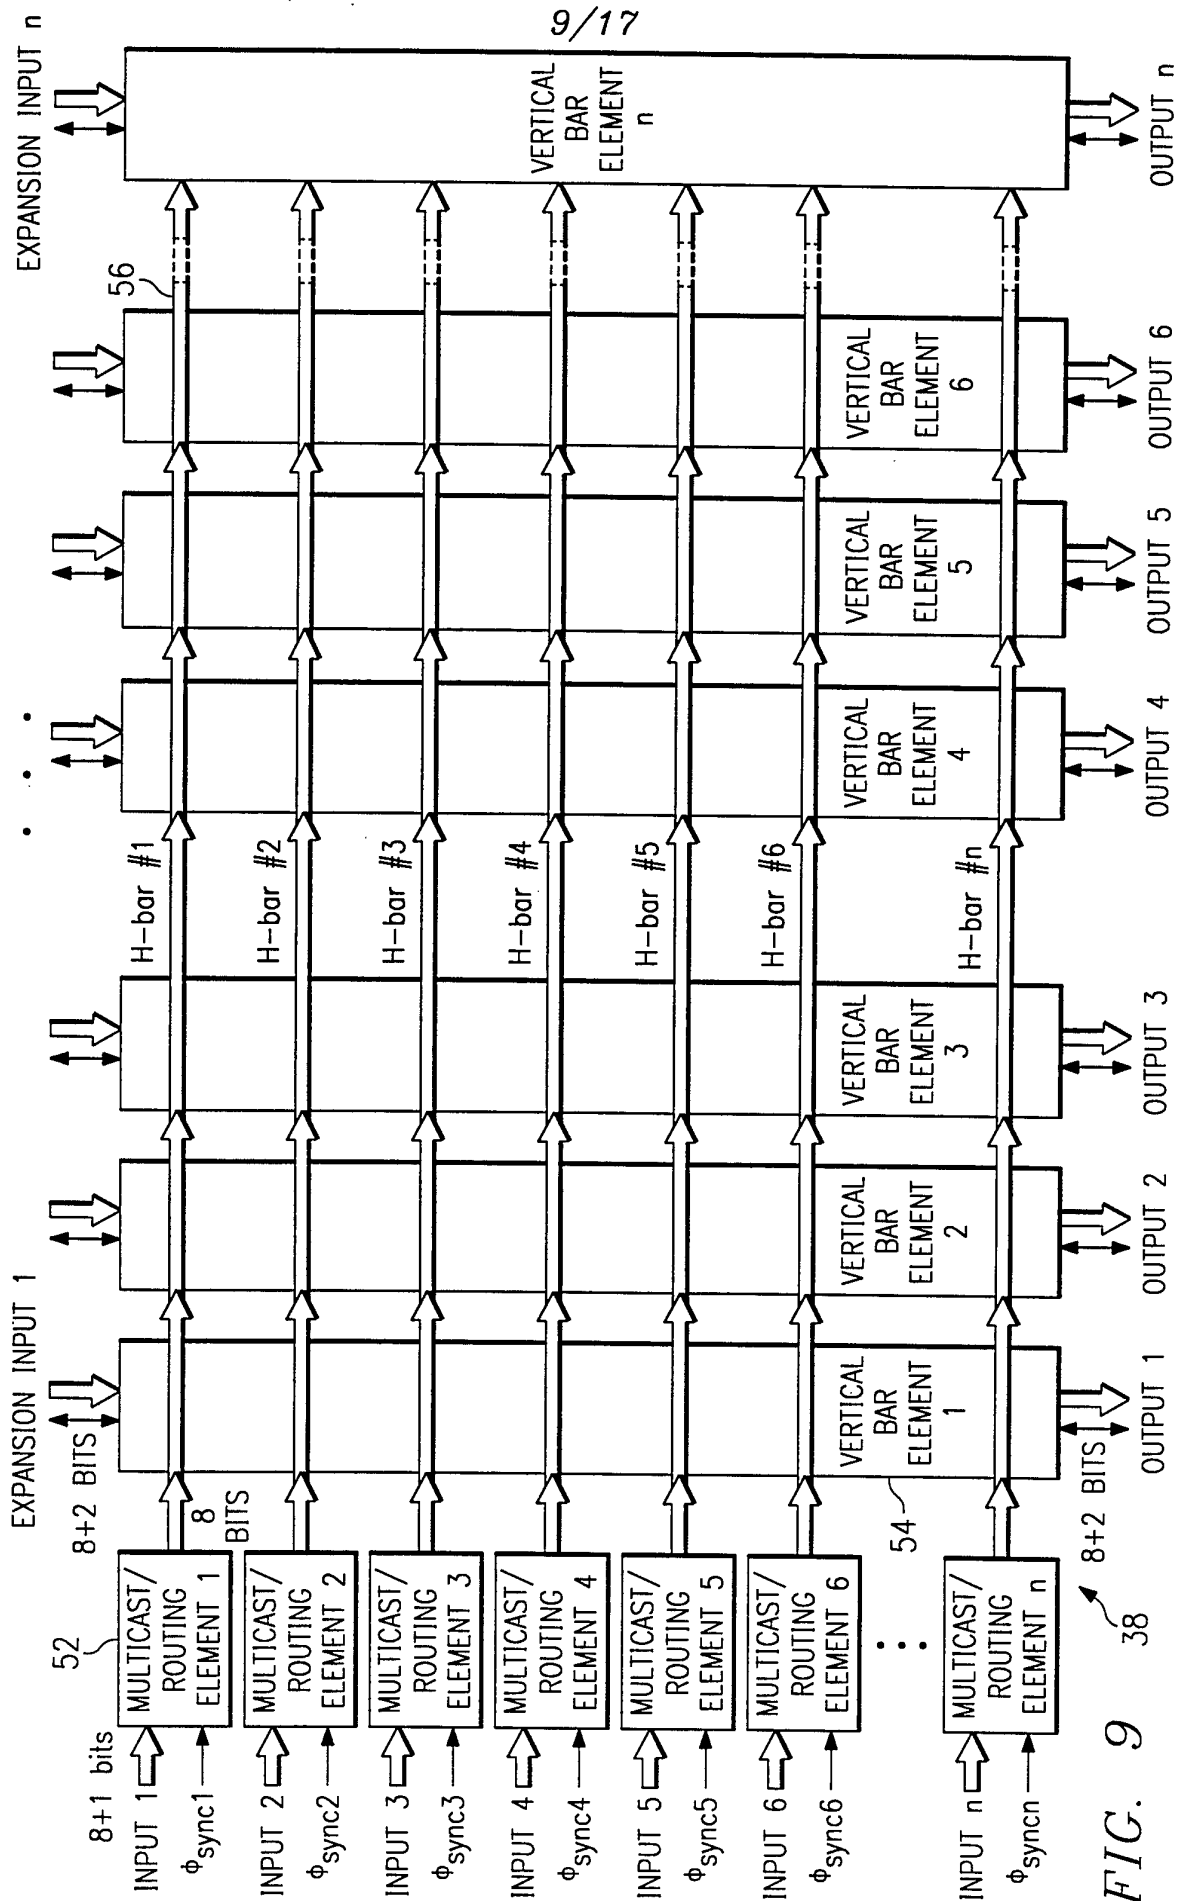 9/17
EXPANSION INPUT 1
EXPANSION INPUT n
8+2 BITS
8+1 bits
52
INPUT 1
ϕsync1
MULTICAST/
ROUTING
ELEMENT 1
8
BITS
H-bar #1
56
INPUT 2
ϕsync2
MULTICAST/
ROUTING
ELEMENT 2
H-bar #2
INPUT 3
ϕsync3
MULTICAST/
ROUTING
ELEMENT 3
H-bar #3
INPUT 4
ϕsync4
MULTICAST/
ROUTING
ELEMENT 4
H-bar #4
INPUT 5
ϕsync5
MULTICAST/
ROUTING
ELEMENT 5
H-bar #5
INPUT 6
ϕsync6
MULTICAST/
ROUTING
ELEMENT 6
H-bar #6
INPUT n
ϕsyncn
MULTICAST/
ROUTING
ELEMENT n
H-bar #n
VERTICAL
BAR
ELEMENT
1
VERTICAL
BAR
ELEMENT
2
VERTICAL
BAR
ELEMENT
3
VERTICAL
BAR
ELEMENT
4
VERTICAL
BAR
ELEMENT
5
VERTICAL
BAR
ELEMENT
6
VERTICAL
BAR
ELEMENT
n
54
8+2 BITS
38
OUTPUT 1
OUTPUT 2
OUTPUT 3
OUTPUT 4
OUTPUT 5
OUTPUT 6
OUTPUT n
FIG. 9